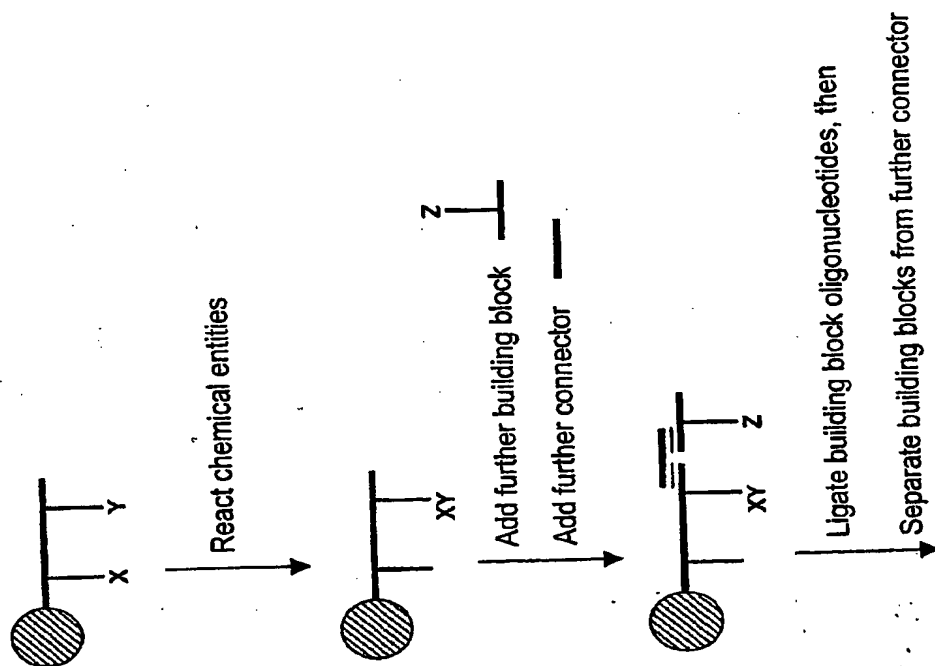 X
Y
React chemical entities
XY
Add further building block
Z
Add further connector
XY
Z
Ligate building block oligonucleotides, then
Separate building blocks from further connector